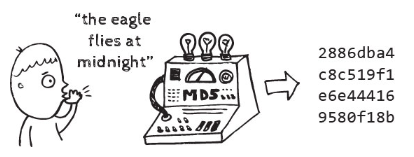 "the eagle
flies at
midnight"
MD5
2886dba4
c8c519f1
e6e44416
9580f18b